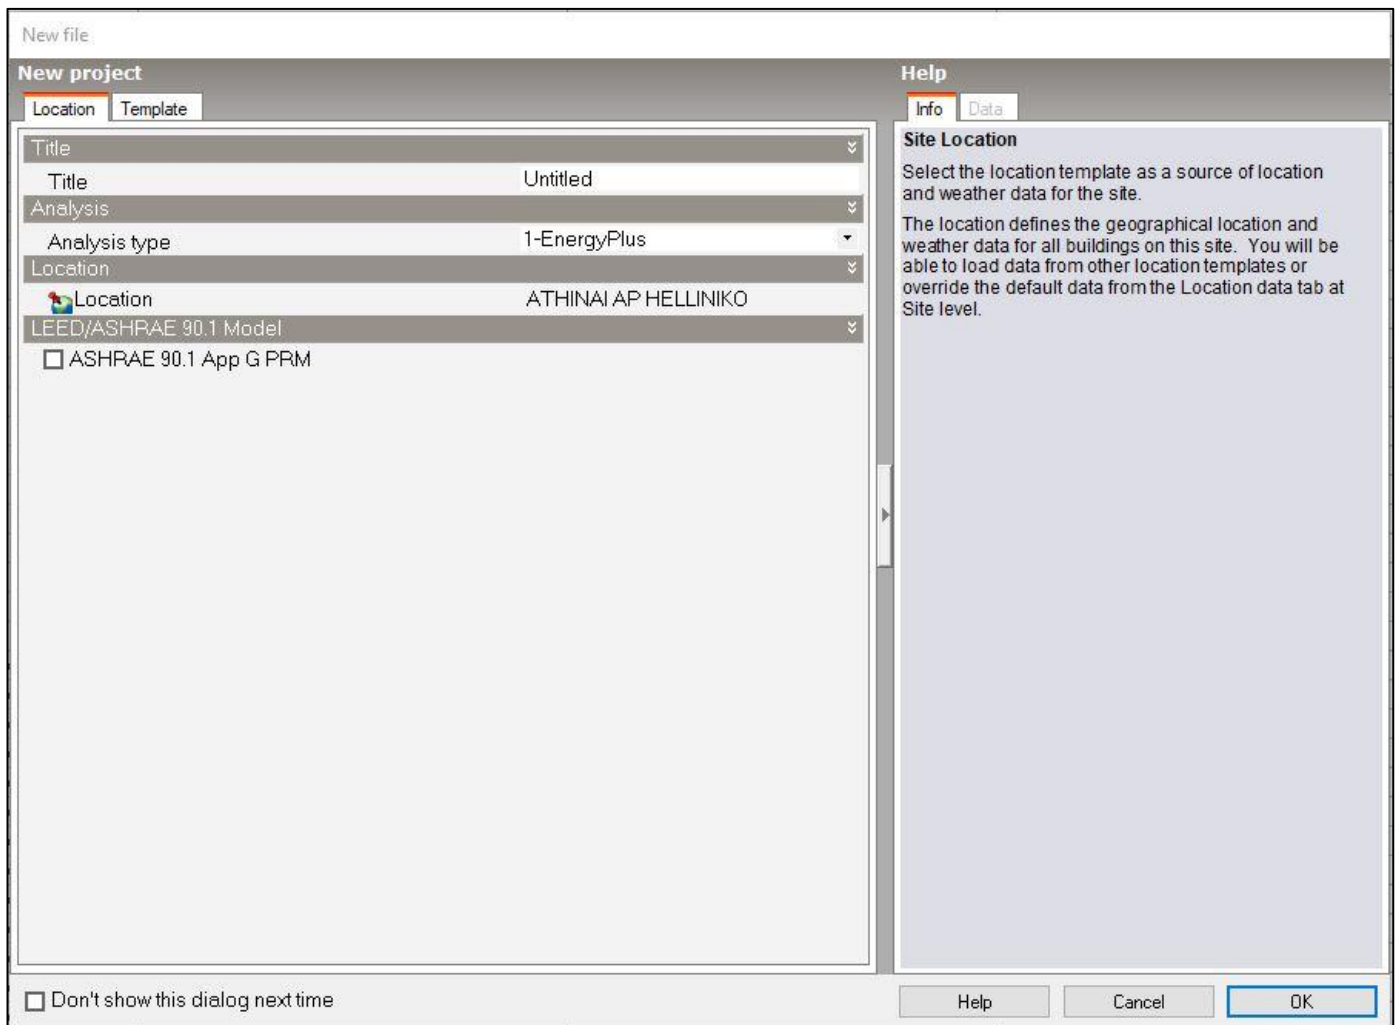 New file
New project
Location Template
Title
Title Untitled
Analysis
Analysis type 1-EnergyPlus
Location
Location ATHINAI AP HELLINIKO
LEED/ASHRAE 90.1 Model
ASHRAE 90.1 App G PRM
Help
Info Data
Site Location
Select the location template as a source of location
and weather data for the site.
The location defines the geographical location and
weather data for all buildings on this site. You will be
able to load data from other location templates or
override the default data from the Location data tab at
Site level.
Don't show this dialog next time
Help Cancel OK